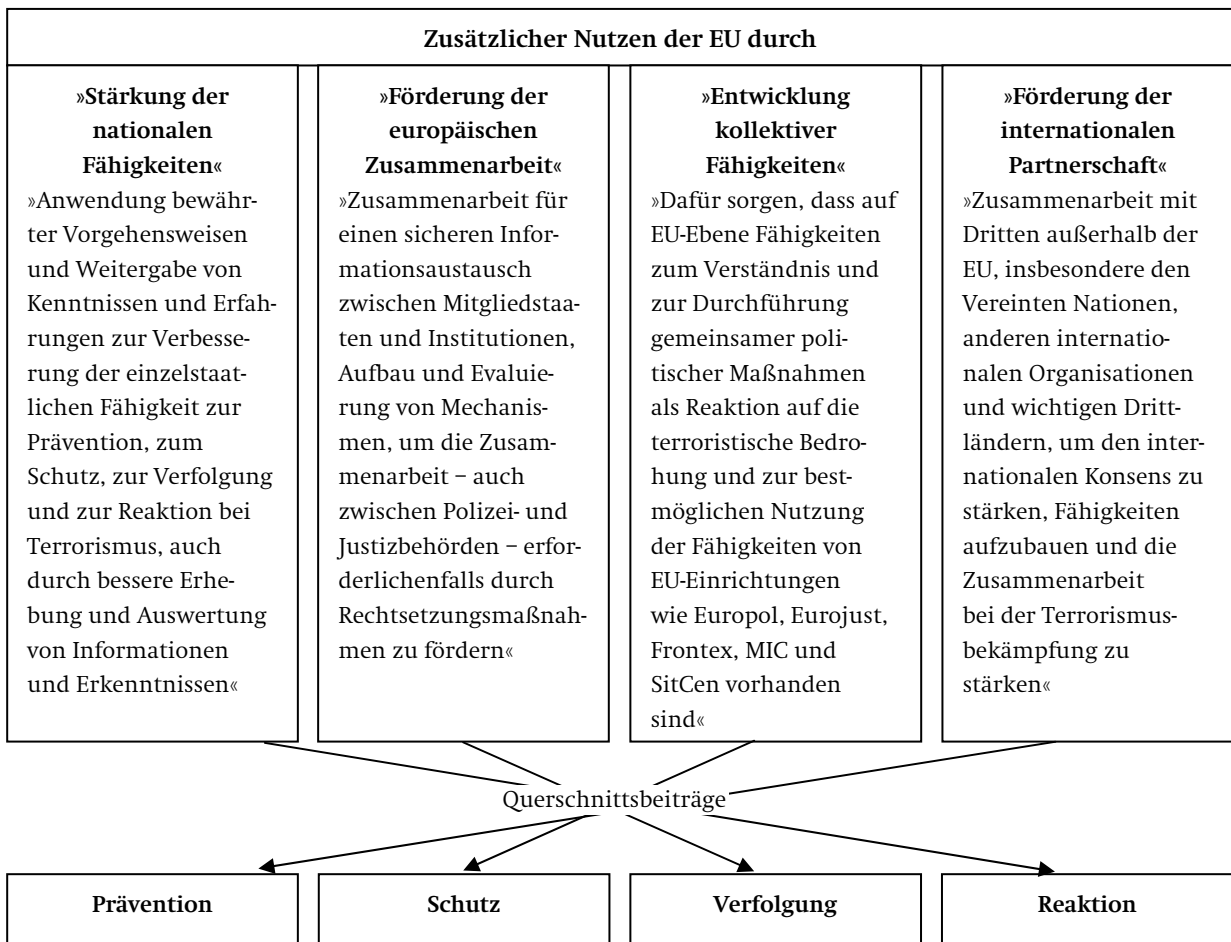 Zusätzlicher Nutzen der EU durch
»Stärkung der
nationalen
Fähigkeiten«
»Anwendung bewähr-
ter Vorgehensweisen
und Weitergabe von
Kenntnissen und Erfah-
rungen zur Verbesse-
rung der einzelstaat-
lichen Fähigkeit zur
Prävention, zum
Schutz, zur Verfolgung
und zur Reaktion bei
Terrorismus, auch
durch bessere Erhe-
bung und Auswertung
von Informationen
und Erkenntnissen«
»Förderung der
europäischen
Zusammenarbeit«
»Zusammenarbeit für
einen sicheren Infor-
mationsaustausch
zwischen Mitgliedstaa-
ten und Institutionen,
Aufbau und Evaluie-
rung von Mechanis-
men, um die Zusam-
menarbeit – auch
zwischen Polizei- und
Justizbehörden – erfor-
derlichenfalls durch
Rechtsetzungsmaßnah-
men zu fördern«
»Entwicklung
kollektiver
Fähigkeiten«
»Dafür sorgen, dass auf
EU-Ebene Fähigkeiten
zum Verständnis und
zur Durchführung
gemeinsamer poli-
tischer Maßnahmen
als Reaktion auf die
terroristische Bedro-
hung und zur best-
möglichen Nutzung
der Fähigkeiten von
EU-Einrichtungen
wie Europol, Eurojust,
Frontex, MIC und
SitCen vorhanden
sind«
»Förderung der
internationalen
Partnerschaft«
»Zusammenarbeit mit
Dritten außerhalb der
EU, insbesondere den
Vereinten Nationen,
anderen internatio-
nalen Organisationen
und wichtigen Dritt-
ländern, um den inter-
nationalen Konsens zu
stärken, Fähigkeiten
aufzubauen und die
Zusammenarbeit
bei der Terrorismus-
bekämpfung zu
stärken«
Querschnittsbeiträge
Prävention
Schutz
Verfolgung
Reaktion